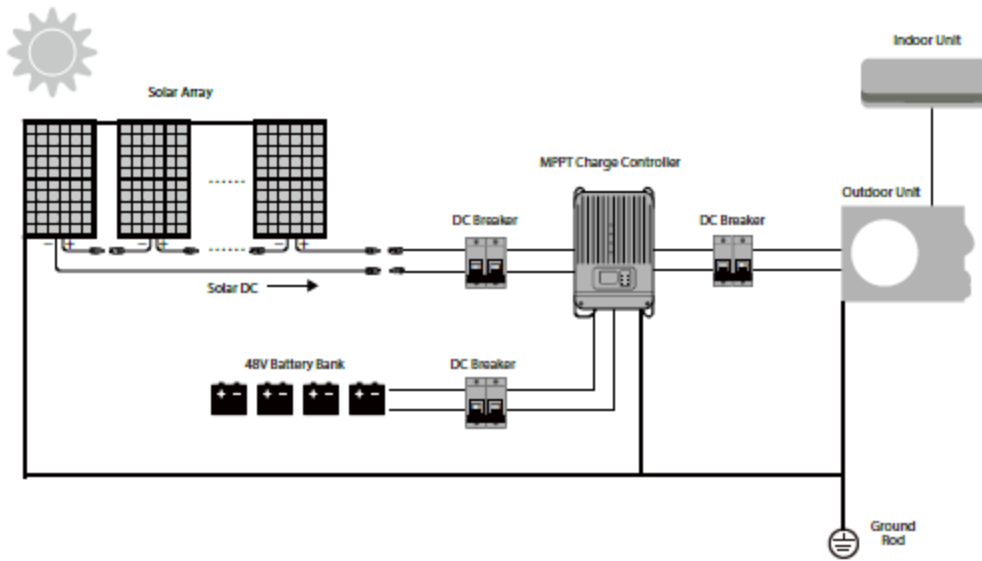 Indoor Unit
Solar Array
MPPT Charge Controller
Outdoor Unit
DC Breaker
DC Breaker
Solar DC
48V Battery Bank
DC Breaker
Ground
Rod